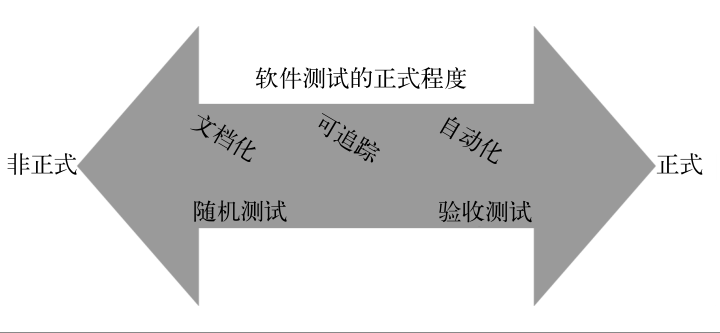 软件测试的正式程度
文档化
可追踪
自动化
非正式
正式
随机测试
验收测试